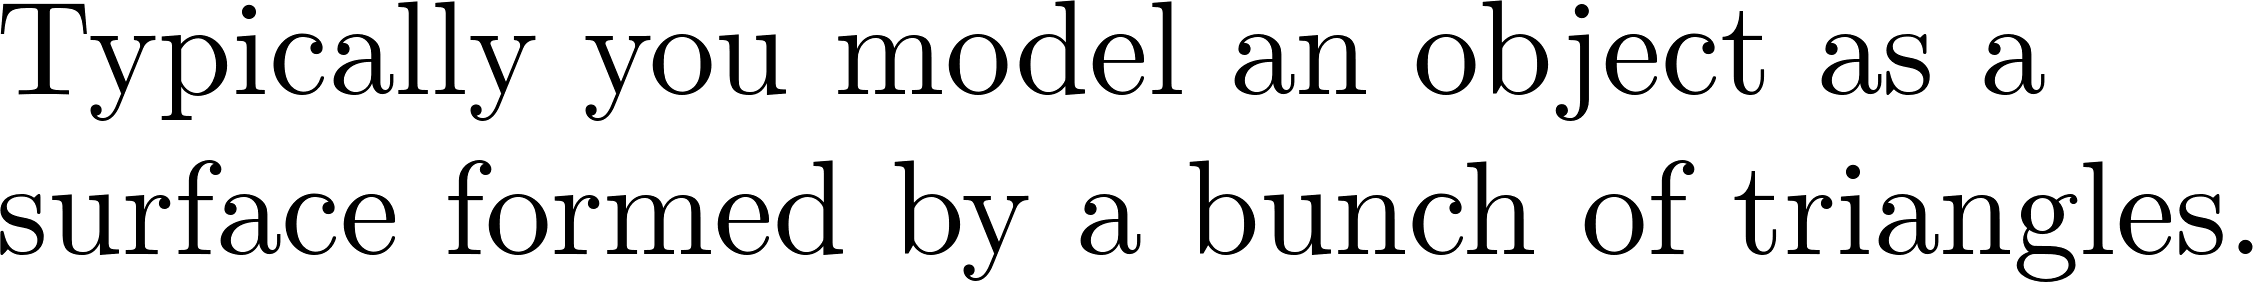 Typically you model an object as a
surface formed by a bunch of triangles.